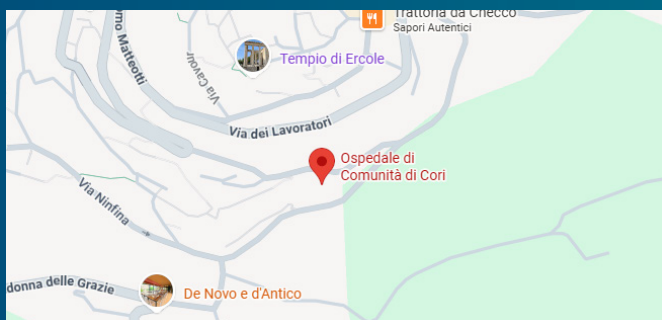 Trattoria da Checco
Sapori Autentici
omo Matteotti
Via Cavour
Tempio di Ercole
Via dei Lavoratori
Ospedale di
Comunità di Cori
Via Ninfina
donna delle Grazie
De Novo e d'Antico